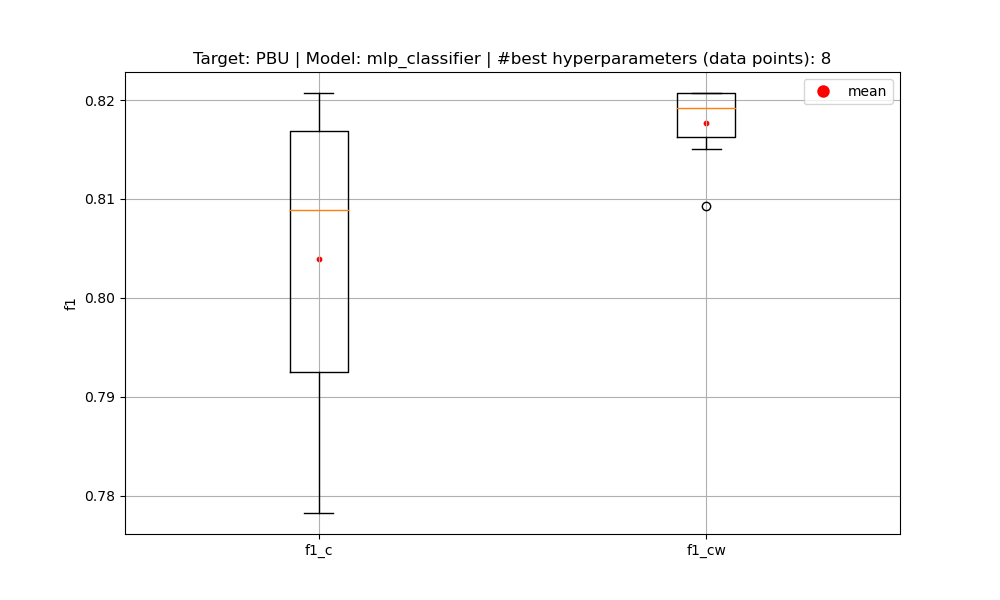 Target: PBU | Model: mlp_classifier | #best hyperparameters (data points): 8
mean
0.82
0.81
0.80
0.79
0.78
f1
f1_c
f1_cw